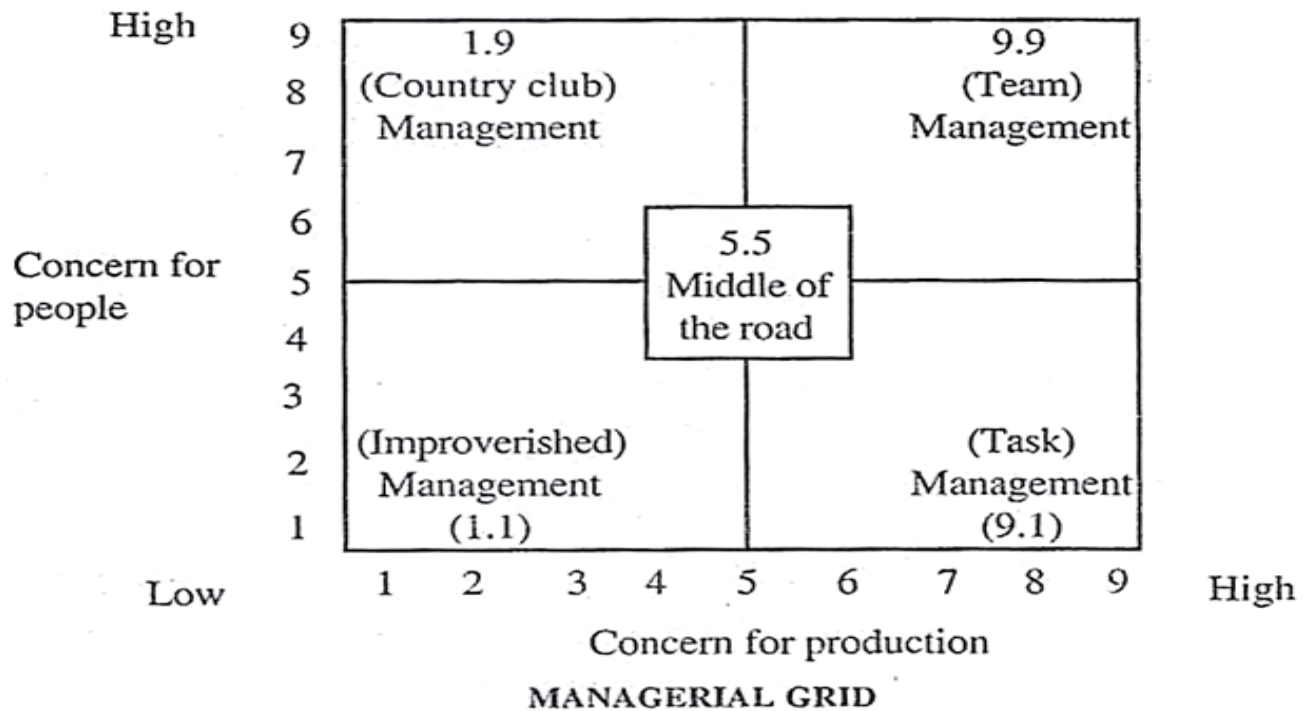 High
9
8
7
6
5
4
3
2
1
Low
Concern for
people
1.9
(Country club)
Management
9.9
(Team)
Management
5.5
Middle of
the road
(Improverished)
Management
(1.1)
(Task)
Management
(9.1)
1 2 3 4 5 6 7 8 9
High
Concern for production
MANAGERIAL GRID